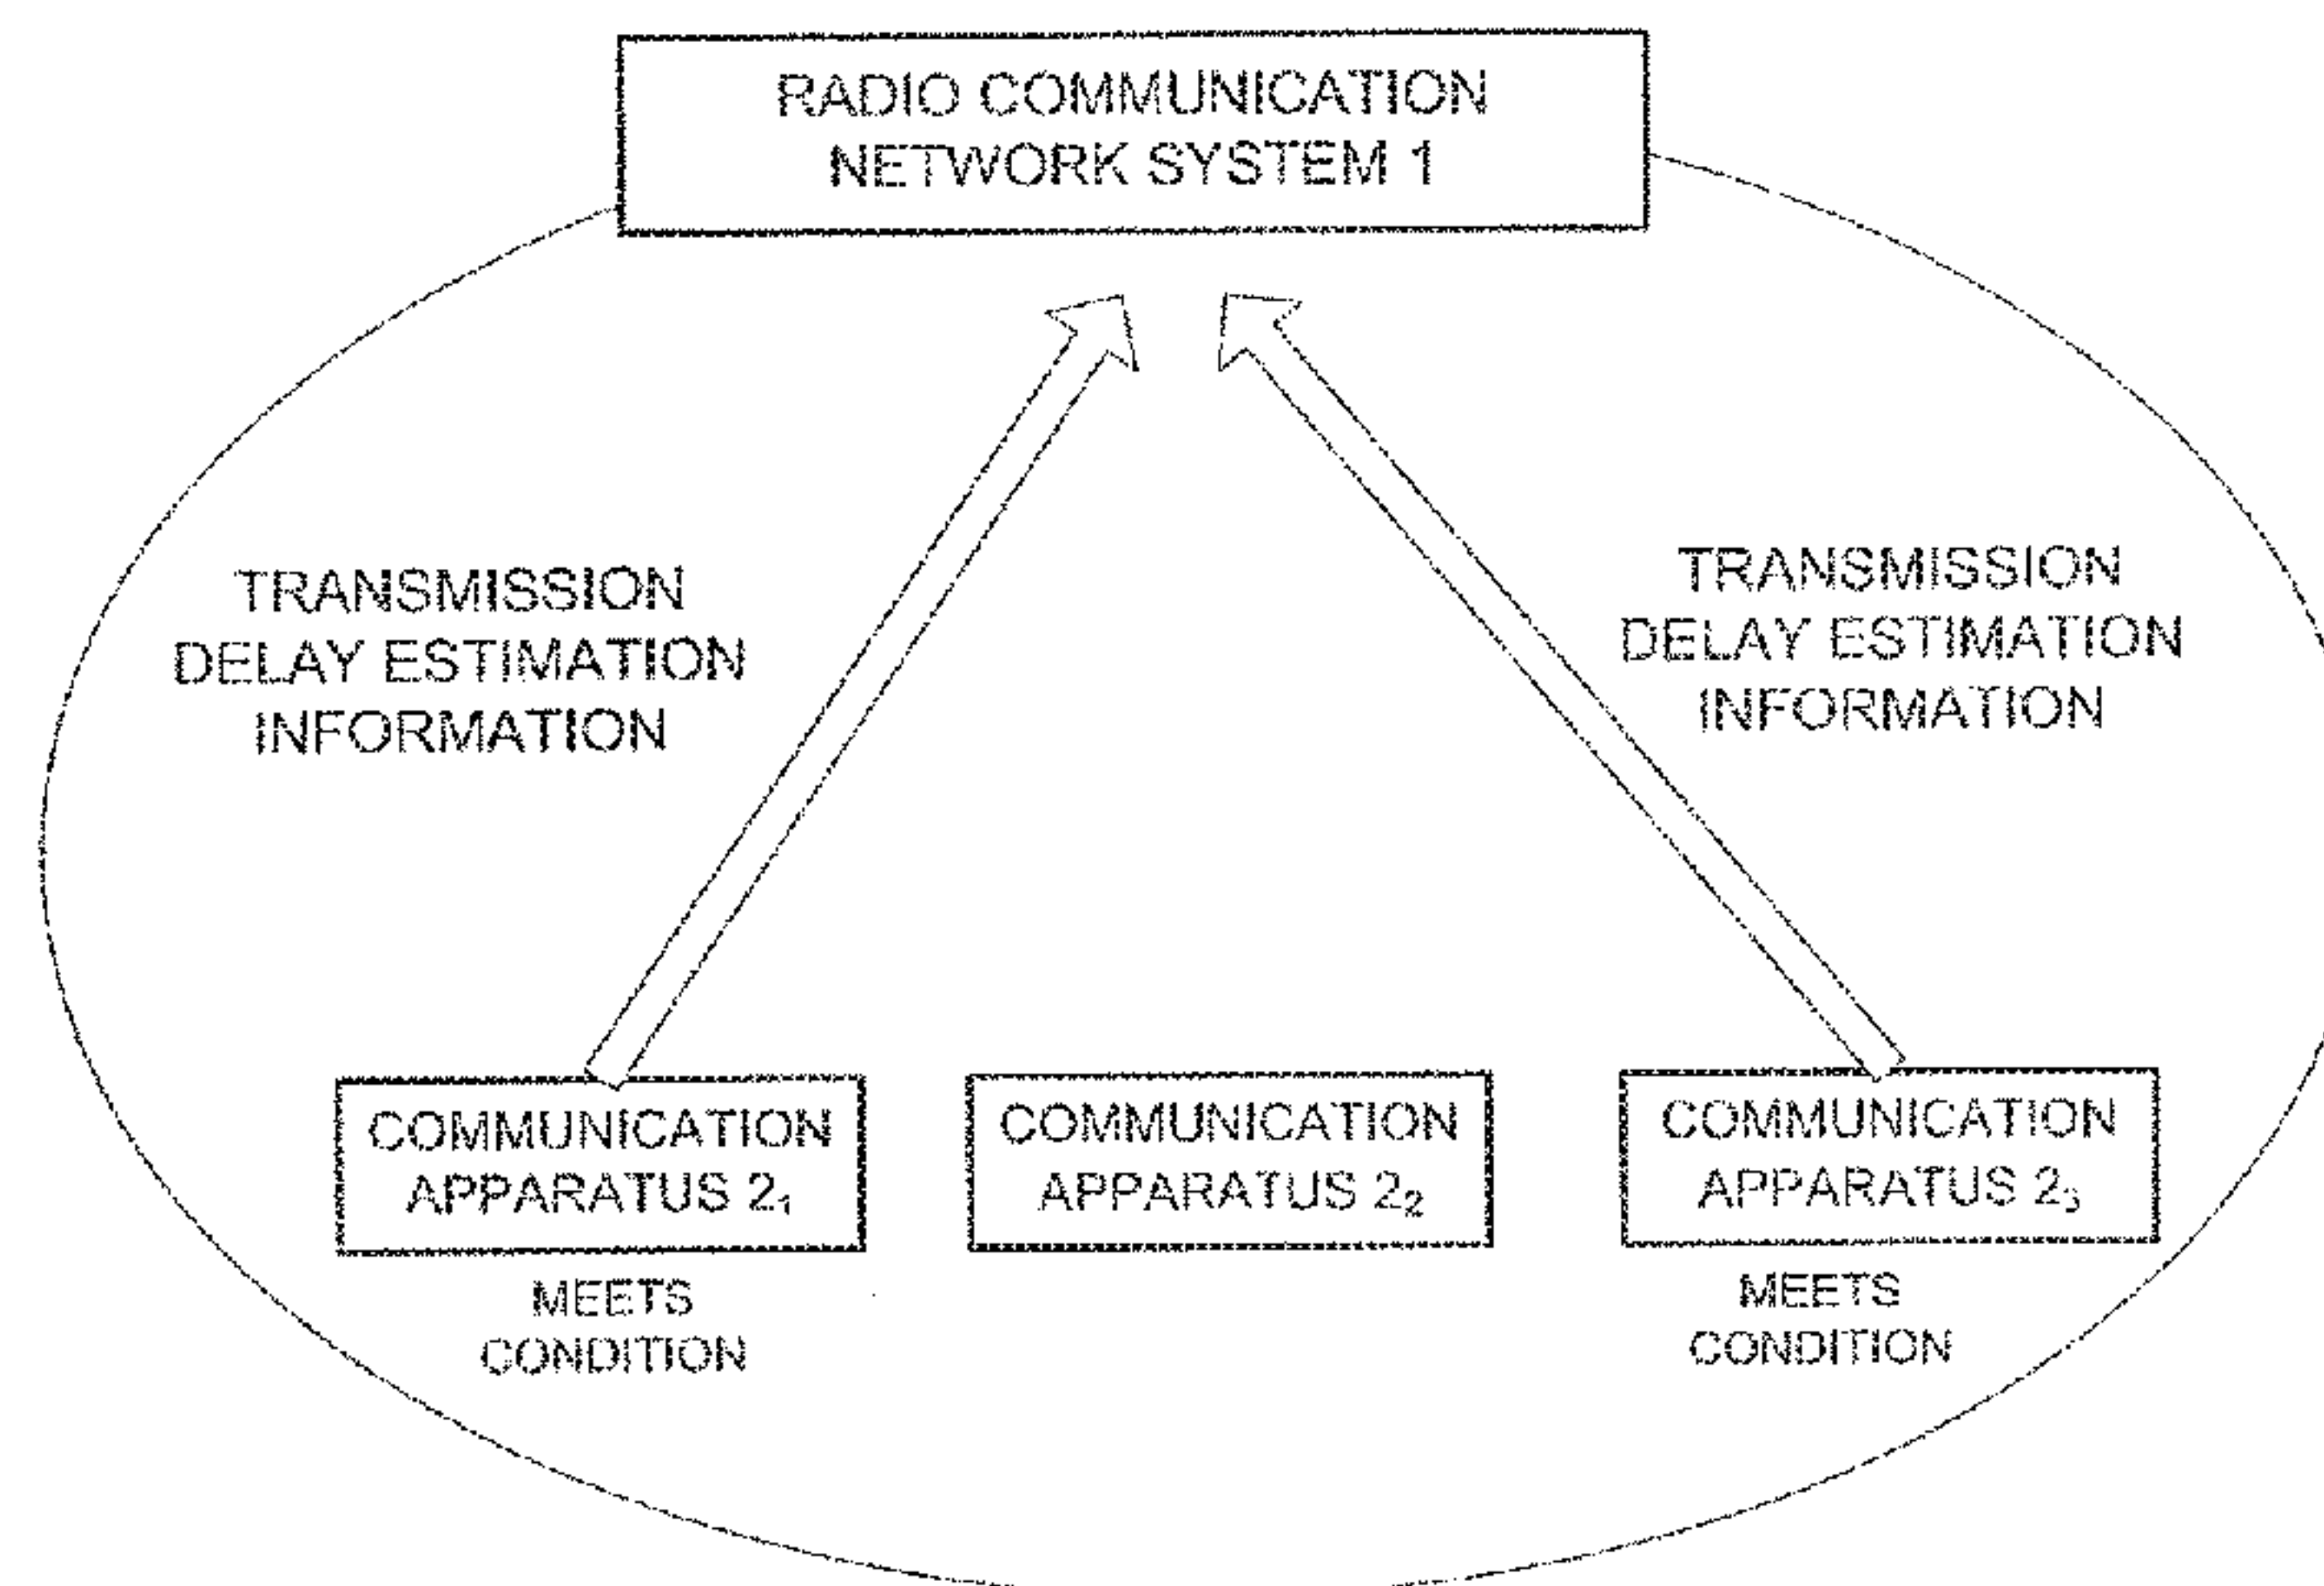 RADIO COMMUNICATION
NETWORK SYSTEM 1
TRANSMISSION
DELAY ESTIMATION
INFORMATION
TRANSMISSION
DELAY ESTIMATION
INFORMATION
COMMUNICATION
APPARATUS 2₁
MEETS
CONDITION
COMMUNICATION
APPARATUS 2₂
COMMUNICATION
APPARATUS 2₃
MEETS
CONDITION